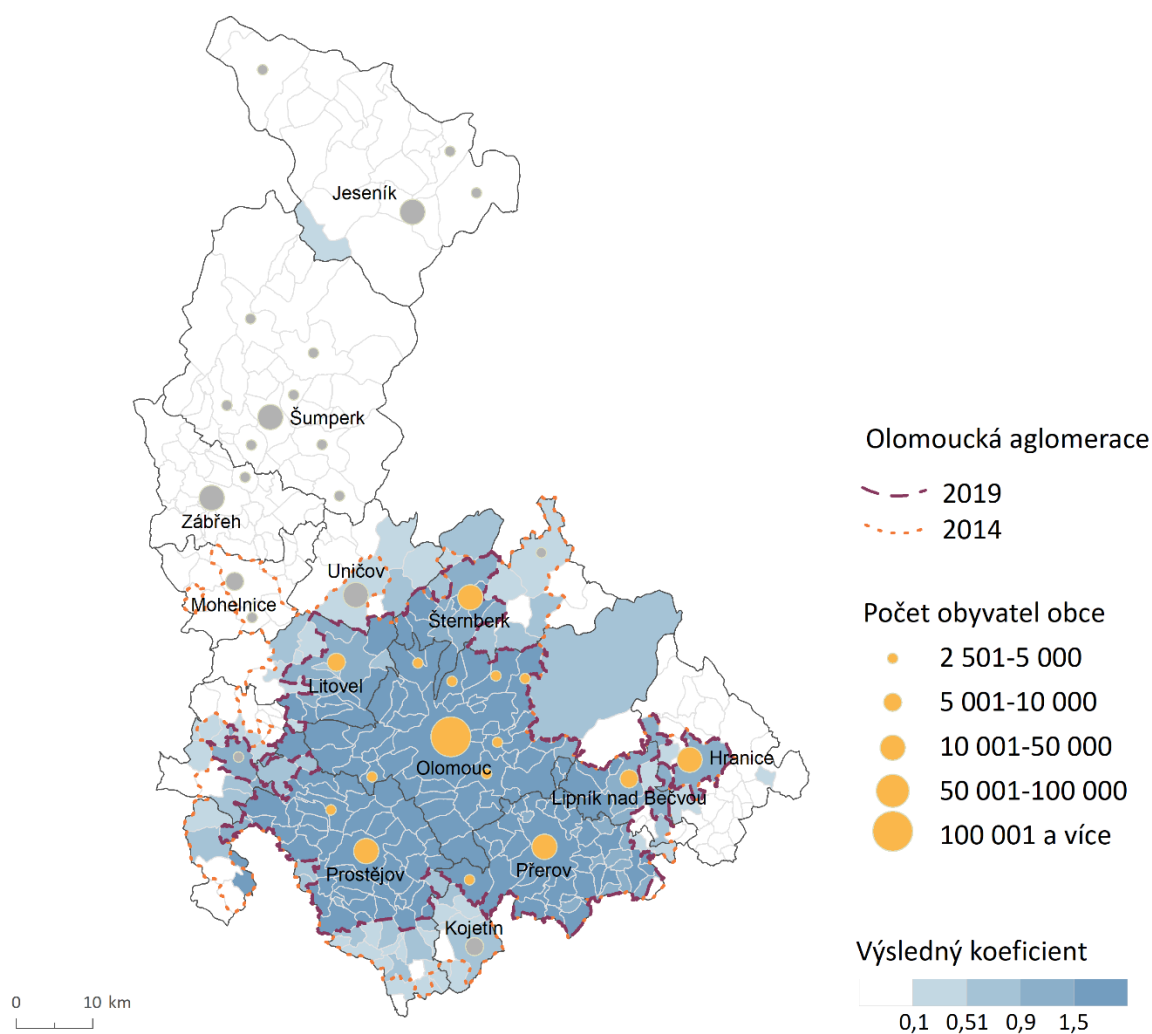 Jeseník
Šumperk
Zábřeh
Uničov
Mohelnice
Šternberk
Litovel
Olomouc
Hranice
Lipník nad Bečvou
Prostějov
Přerov
Kojetín
0 10 km
Olomoucká aglomerace
2019
2014
Počet obyvatel obce
2 501-5 000
5 001-10 000
10 001-50 000
50 001-100 000
100 001 a více
Výsledný koeficient
0,1 0,51 0,9 1,5